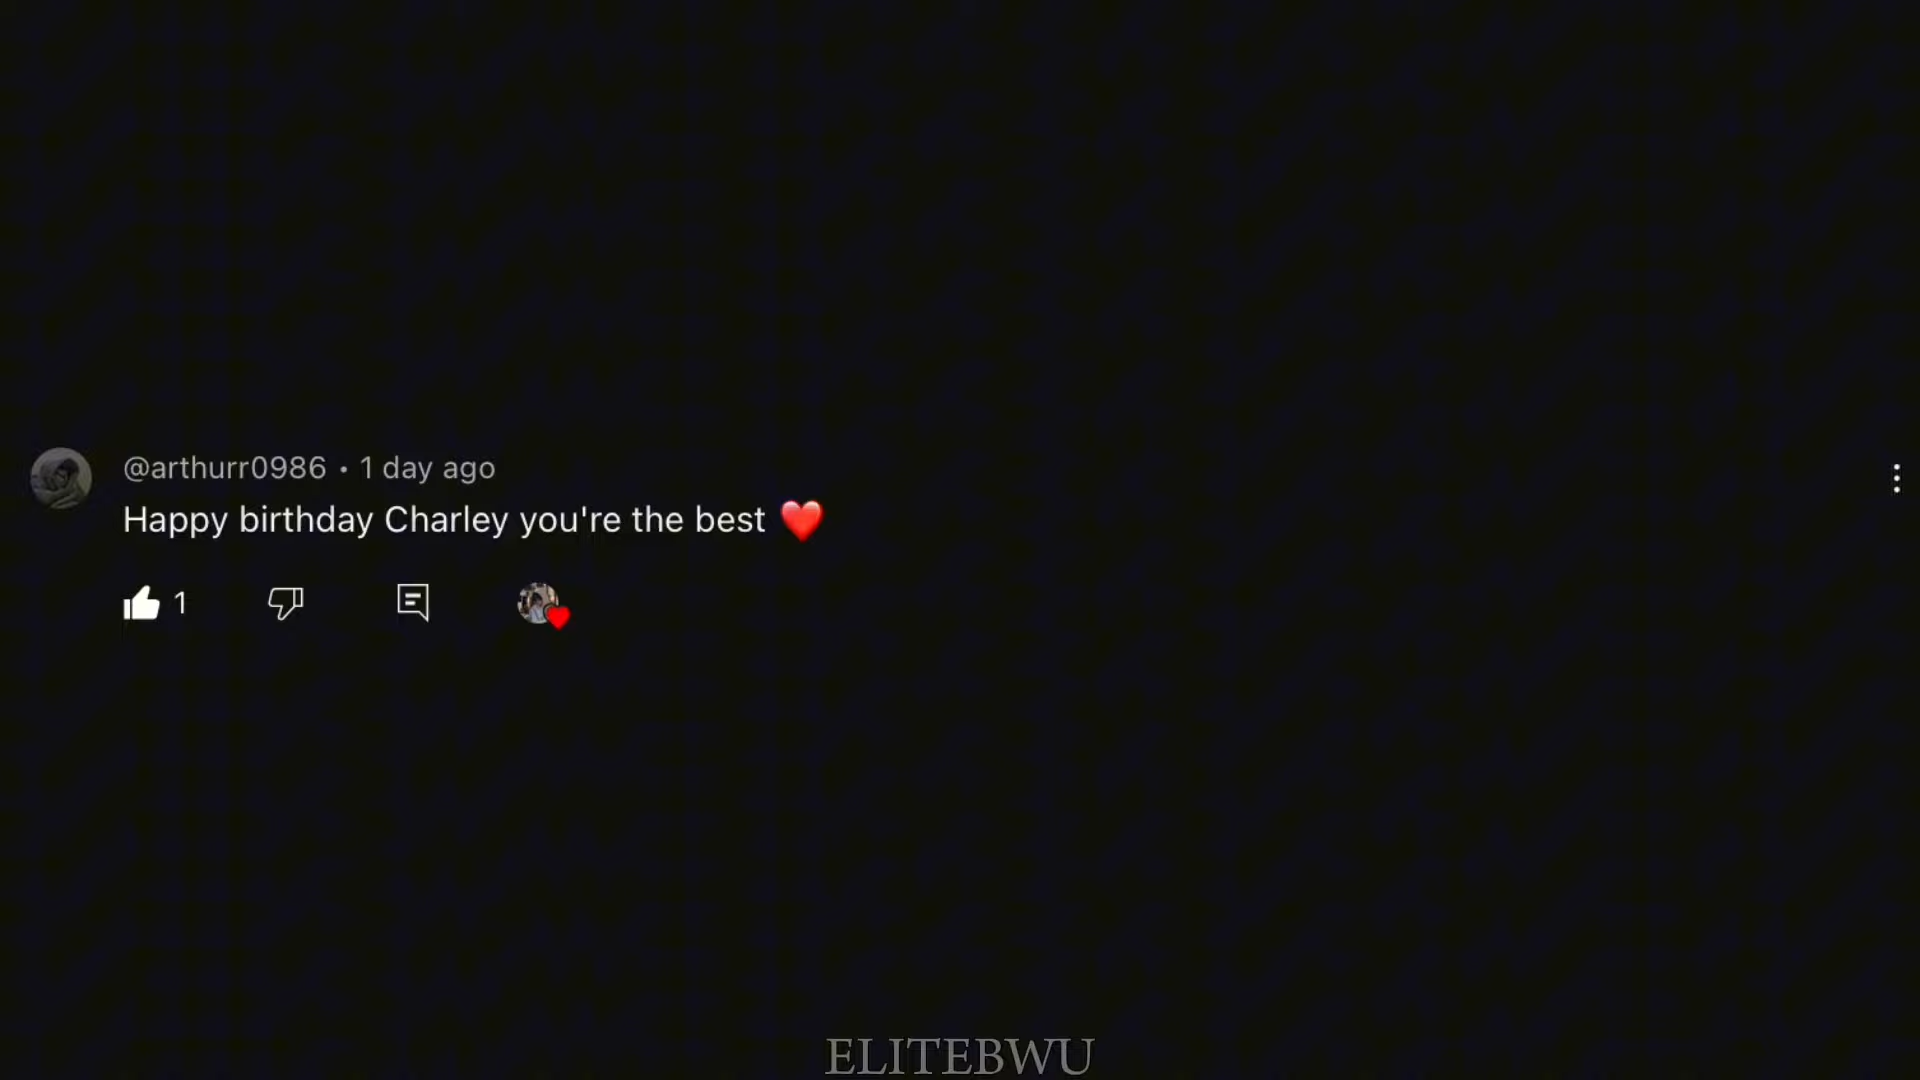 @arthurr0986 • 1 day ago
Happy birthday Charley you're the best ❤️
1
ELITEBWU